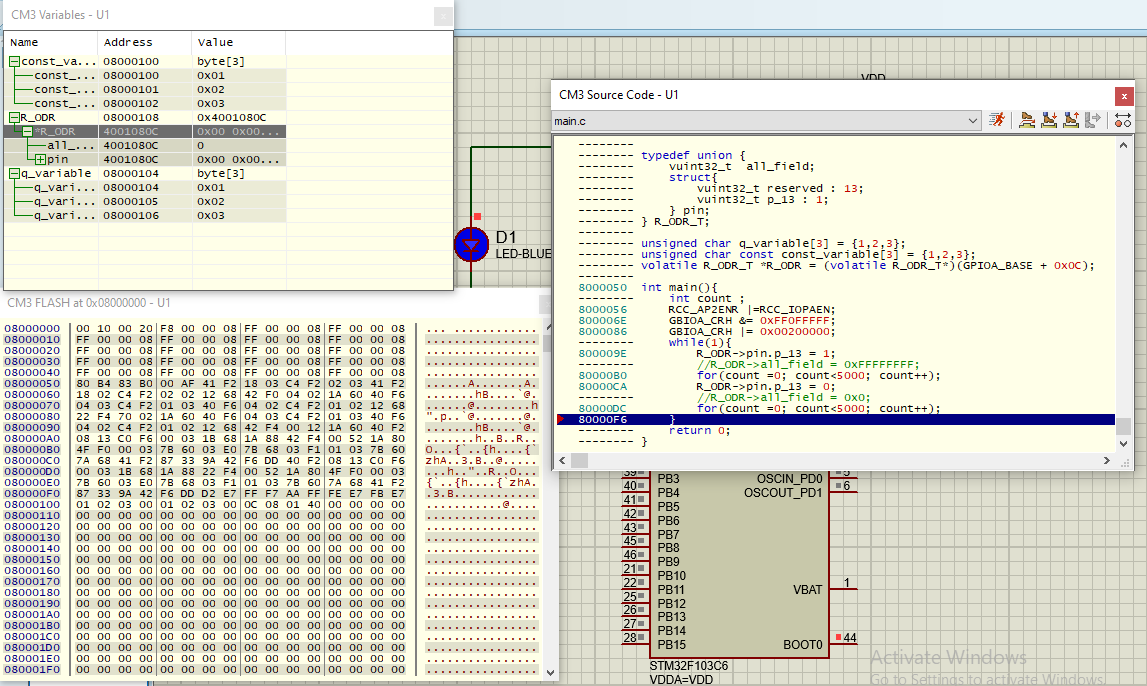 CM3 Variables - U1
Name Address Value
const_va... 08000100 byte[3]
const_... 08000100 0x01
const_... 08000101 0x02
const_... 08000102 0x03
R_ODR 08000108 0x4001080C
*R_ODR 4001080C 0x00 0x00...
all_... 4001080C 0
pin 4001080C 0x00 0x00...
q_variable 08000104 byte[3]
q_vari... 08000104 0x01
q_vari... 08000105 0x02
q_vari... 08000106 0x03
VDD
D1
LED-BLUE
CM3 Source Code - U1
main.c
--------
-------- typedef union {
-------- vuint32_t all_field;
-------- struct{
-------- vuint32_t reserved : 13;
-------- vuint32_t p_13 : 1;
-------- } pin;
-------- } R_ODR_T;
--------
-------- unsigned char q_variable[3] = {1,2,3};
-------- unsigned char const const_variable[3] = {1,2,3};
-------- volatile R_ODR_T *R_ODR = (volatile R_ODR_T*)(GPIOA_BASE + 0x0C);
--------
8000050 int main(){
-------- int count ;
8000056 RCC_AP2ENR |=RCC_IOPAEN;
800006E GBIOA_CRH &= 0xFF0FFFFF;
8000086 GBIOA_CRH |= 0x00200000;
-------- while(1){
800009E R_ODR->pin.p_13 = 1;
-------- //R_ODR->all_field = 0xFFFFFFFF;
80000B0 for(count =0; count<5000; count++);
80000CA R_ODR->pin.p_13 = 0;
-------- //R_ODR->all_field = 0x0;
80000DC for(count =0; count<5000; count++);
80000F6 }
-------- return 0;
-------- }
CM3 FLASH at 0x08000000 - U1
08000000 00 10 00 20 F8 00 00 08 FF 00 00 08 FF 00 00 08 ... ............
08000010 FF 00 00 08 FF 00 00 08 FF 00 00 08 FF 00 00 08 ................
08000020 FF 00 00 08 FF 00 00 08 FF 00 00 08 FF 00 00 08 ................
08000030 FF 00 00 08 FF 00 00 08 FF 00 00 08 FF 00 00 08 ................
08000040 FF 00 00 08 FF 00 00 08 FF 00 00 08 FF 00 00 08 ................
08000050 80 B4 83 B0 00 AF 41 F2 18 03 C4 F2 02 03 41 F2 ......A.......A.
08000060 18 02 C4 F2 02 02 12 68 42 F0 04 02 1A 60 40 F6 .......hB....`@.
08000070 04 03 C4 F2 01 03 40 F6 04 02 C4 F2 01 02 12 68 ......@........h
08000080 22 F4 70 02 1A 60 40 F6 04 03 C4 F2 01 03 40 F6 ".p..`@.......@.
08000090 04 02 C4 F2 01 02 12 68 42 F4 00 12 1A 60 40 F2 .......hB....`@.
080000A0 08 13 C0 F6 00 03 1B 68 1A 88 42 F4 00 52 1A 80 .......h..B..R..
080000B0 4F F0 00 03 7B 60 03 E0 7B 68 03 F1 01 03 7B 60 O...{`..{h....{`
080000C0 7A 68 41 F2 87 33 9A 42 F6 DD 40 F2 08 13 C0 F6 zhA..3.B..@.....
080000D0 00 03 1B 68 1A 88 22 F4 00 52 1A 80 4F F0 00 03 ...h.."..R..O...
080000E0 7B 60 03 E0 7B 68 03 F1 01 03 7B 60 7A 68 41 F2 {`..{h....{`zhA.
080000F0 87 33 9A 42 F6 DD D2 E7 FF F7 AA FF FE E7 FB E7 .3.B............
08000100 01 02 03 00 01 02 03 00 0C 08 01 40 00 00 00 00 ...........@....
08000110 00 00 00 00 00 00 00 00 00 00 00 00 00 00 00 00 ................
08000120 00 00 00 00 00 00 00 00 00 00 00 00 00 00 00 00 ................
08000130 00 00 00 00 00 00 00 00 00 00 00 00 00 00 00 00 ................
08000140 00 00 00 00 00 00 00 00 00 00 00 00 00 00 00 00 ................
08000150 00 00 00 00 00 00 00 00 00 00 00 00 00 00 00 00 ................
08000160 00 00 00 00 00 00 00 00 00 00 00 00 00 00 00 00 ................
08000170 00 00 00 00 00 00 00 00 00 00 00 00 00 00 00 00 ................
08000180 00 00 00 00 00 00 00 00 00 00 00 00 00 00 00 00 ................
08000190 00 00 00 00 00 00 00 00 00 00 00 00 00 00 00 00 ................
080001A0 00 00 00 00 00 00 00 00 00 00 00 00 00 00 00 00 ................
080001B0 00 00 00 00 00 00 00 00 00 00 00 00 00 00 00 00 ................
080001C0 00 00 00 00 00 00 00 00 00 00 00 00 00 00 00 00 ................
080001D0 00 00 00 00 00 00 00 00 00 00 00 00 00 00 00 00 ................
080001E0 00 00 00 00 00 00 00 00 00 00 00 00 00 00 00 00 ................
080001F0 00 00 00 00 00 00 00 00 00 00 00 00 00 00 00 00 ................
39 PB3 OSCIN_PD0 5
40 PB4 OSCOUT_PD1 6
41 PB5
42 PB6
43 PB7
45 PB8
46 PB9
21 PB10
22 PB11 VBAT 1
25 PB12
26 PB13
27 PB14
28 PB15 BOOT0 44
STM32F103C6
VDDA=VDD
Activate Windows
Go to Settings to activate Windows.